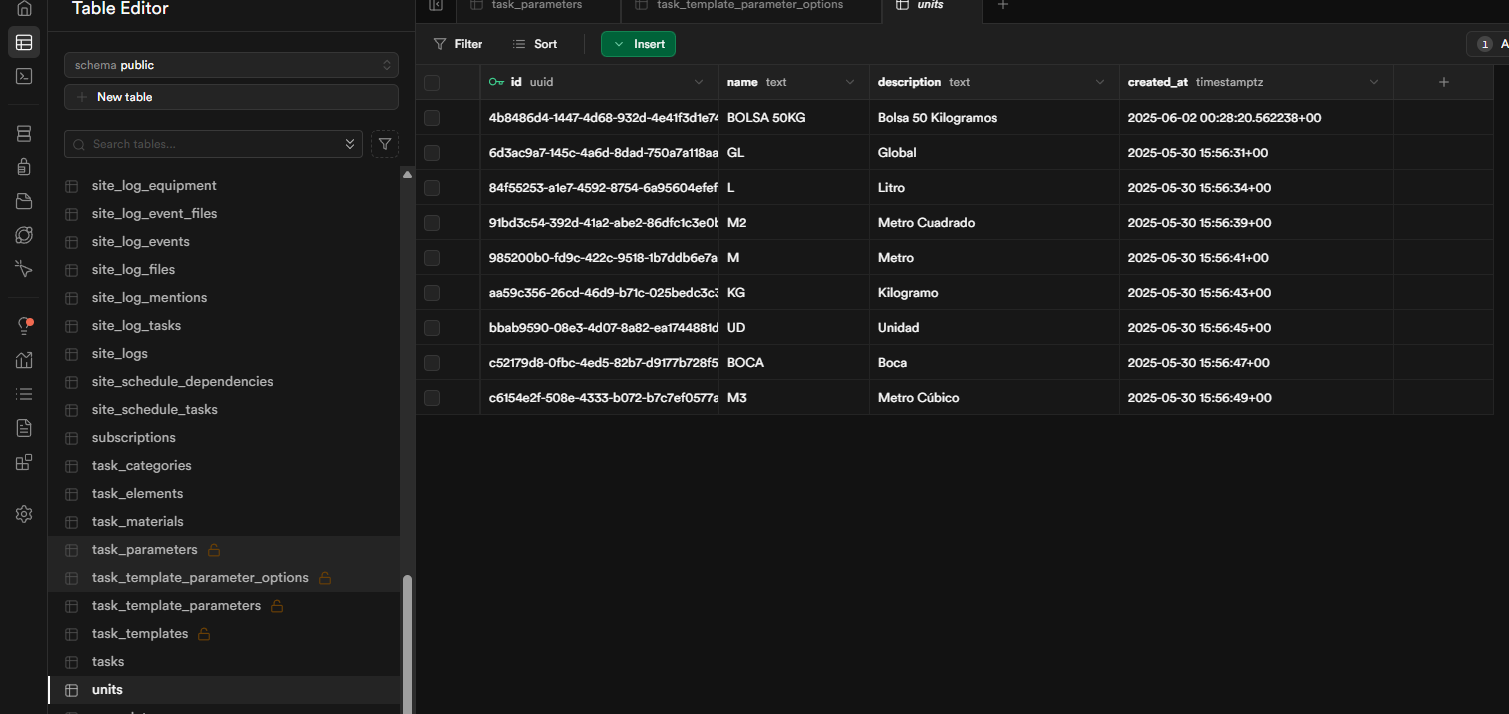 Table Editor
schema public
New table
Search tables...
site_log_equipment
site_log_event_files
site_log_events
site_log_files
site_log_mentions
site_log_tasks
site_logs
site_schedule_dependencies
site_schedule_tasks
subscriptions
task_categories
task_elements
task_materials
task_parameters
task_template_parameter_options
task_template_parameters
task_templates
tasks
units
task_parameters task_template_parameter_options units
Filter Sort Insert 1 A
id uuid name text description text created_at timestamptz
4b8486d4-1447-4d68-932d-4e41f3d1e74 BOLSA 50KG Bolsa 50 Kilogramos 2025-06-02 00:28:20.562238+00
6d3ac9a7-145c-4a6d-8dad-750a7a118aa GL Global 2025-05-30 15:56:31+00
84f55253-a1e7-4592-8754-6a95604efef L Litro 2025-05-30 15:56:34+00
91bd3c54-392d-41a2-abe2-86dfc1c3e0b M2 Metro Cuadrado 2025-05-30 15:56:39+00
985200b0-fd9c-422c-9518-1b7ddb6e7a M Metro 2025-05-30 15:56:41+00
aa59c356-26cd-46d9-b71c-025bedc3c3 KG Kilogramo 2025-05-30 15:56:43+00
bbab9590-08e3-4d07-8a82-ea1744881d UD Unidad 2025-05-30 15:56:45+00
c52179d8-0fbc-4ed5-82b7-d9177b728f5 BOCA Boca 2025-05-30 15:56:47+00
c6154e2f-508e-4333-b072-b7c7ef0577a M3 Metro Cúbico 2025-05-30 15:56:49+00